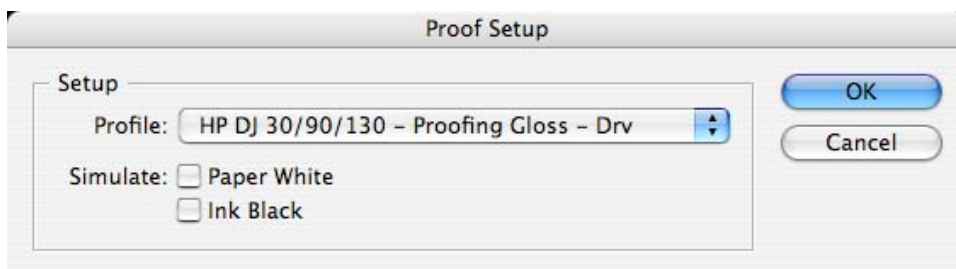 Proof Setup
Setup
OK
Profile: HP DJ 30/90/130 – Proofing Gloss – Drv
Cancel
Simulate: Paper White
Ink Black